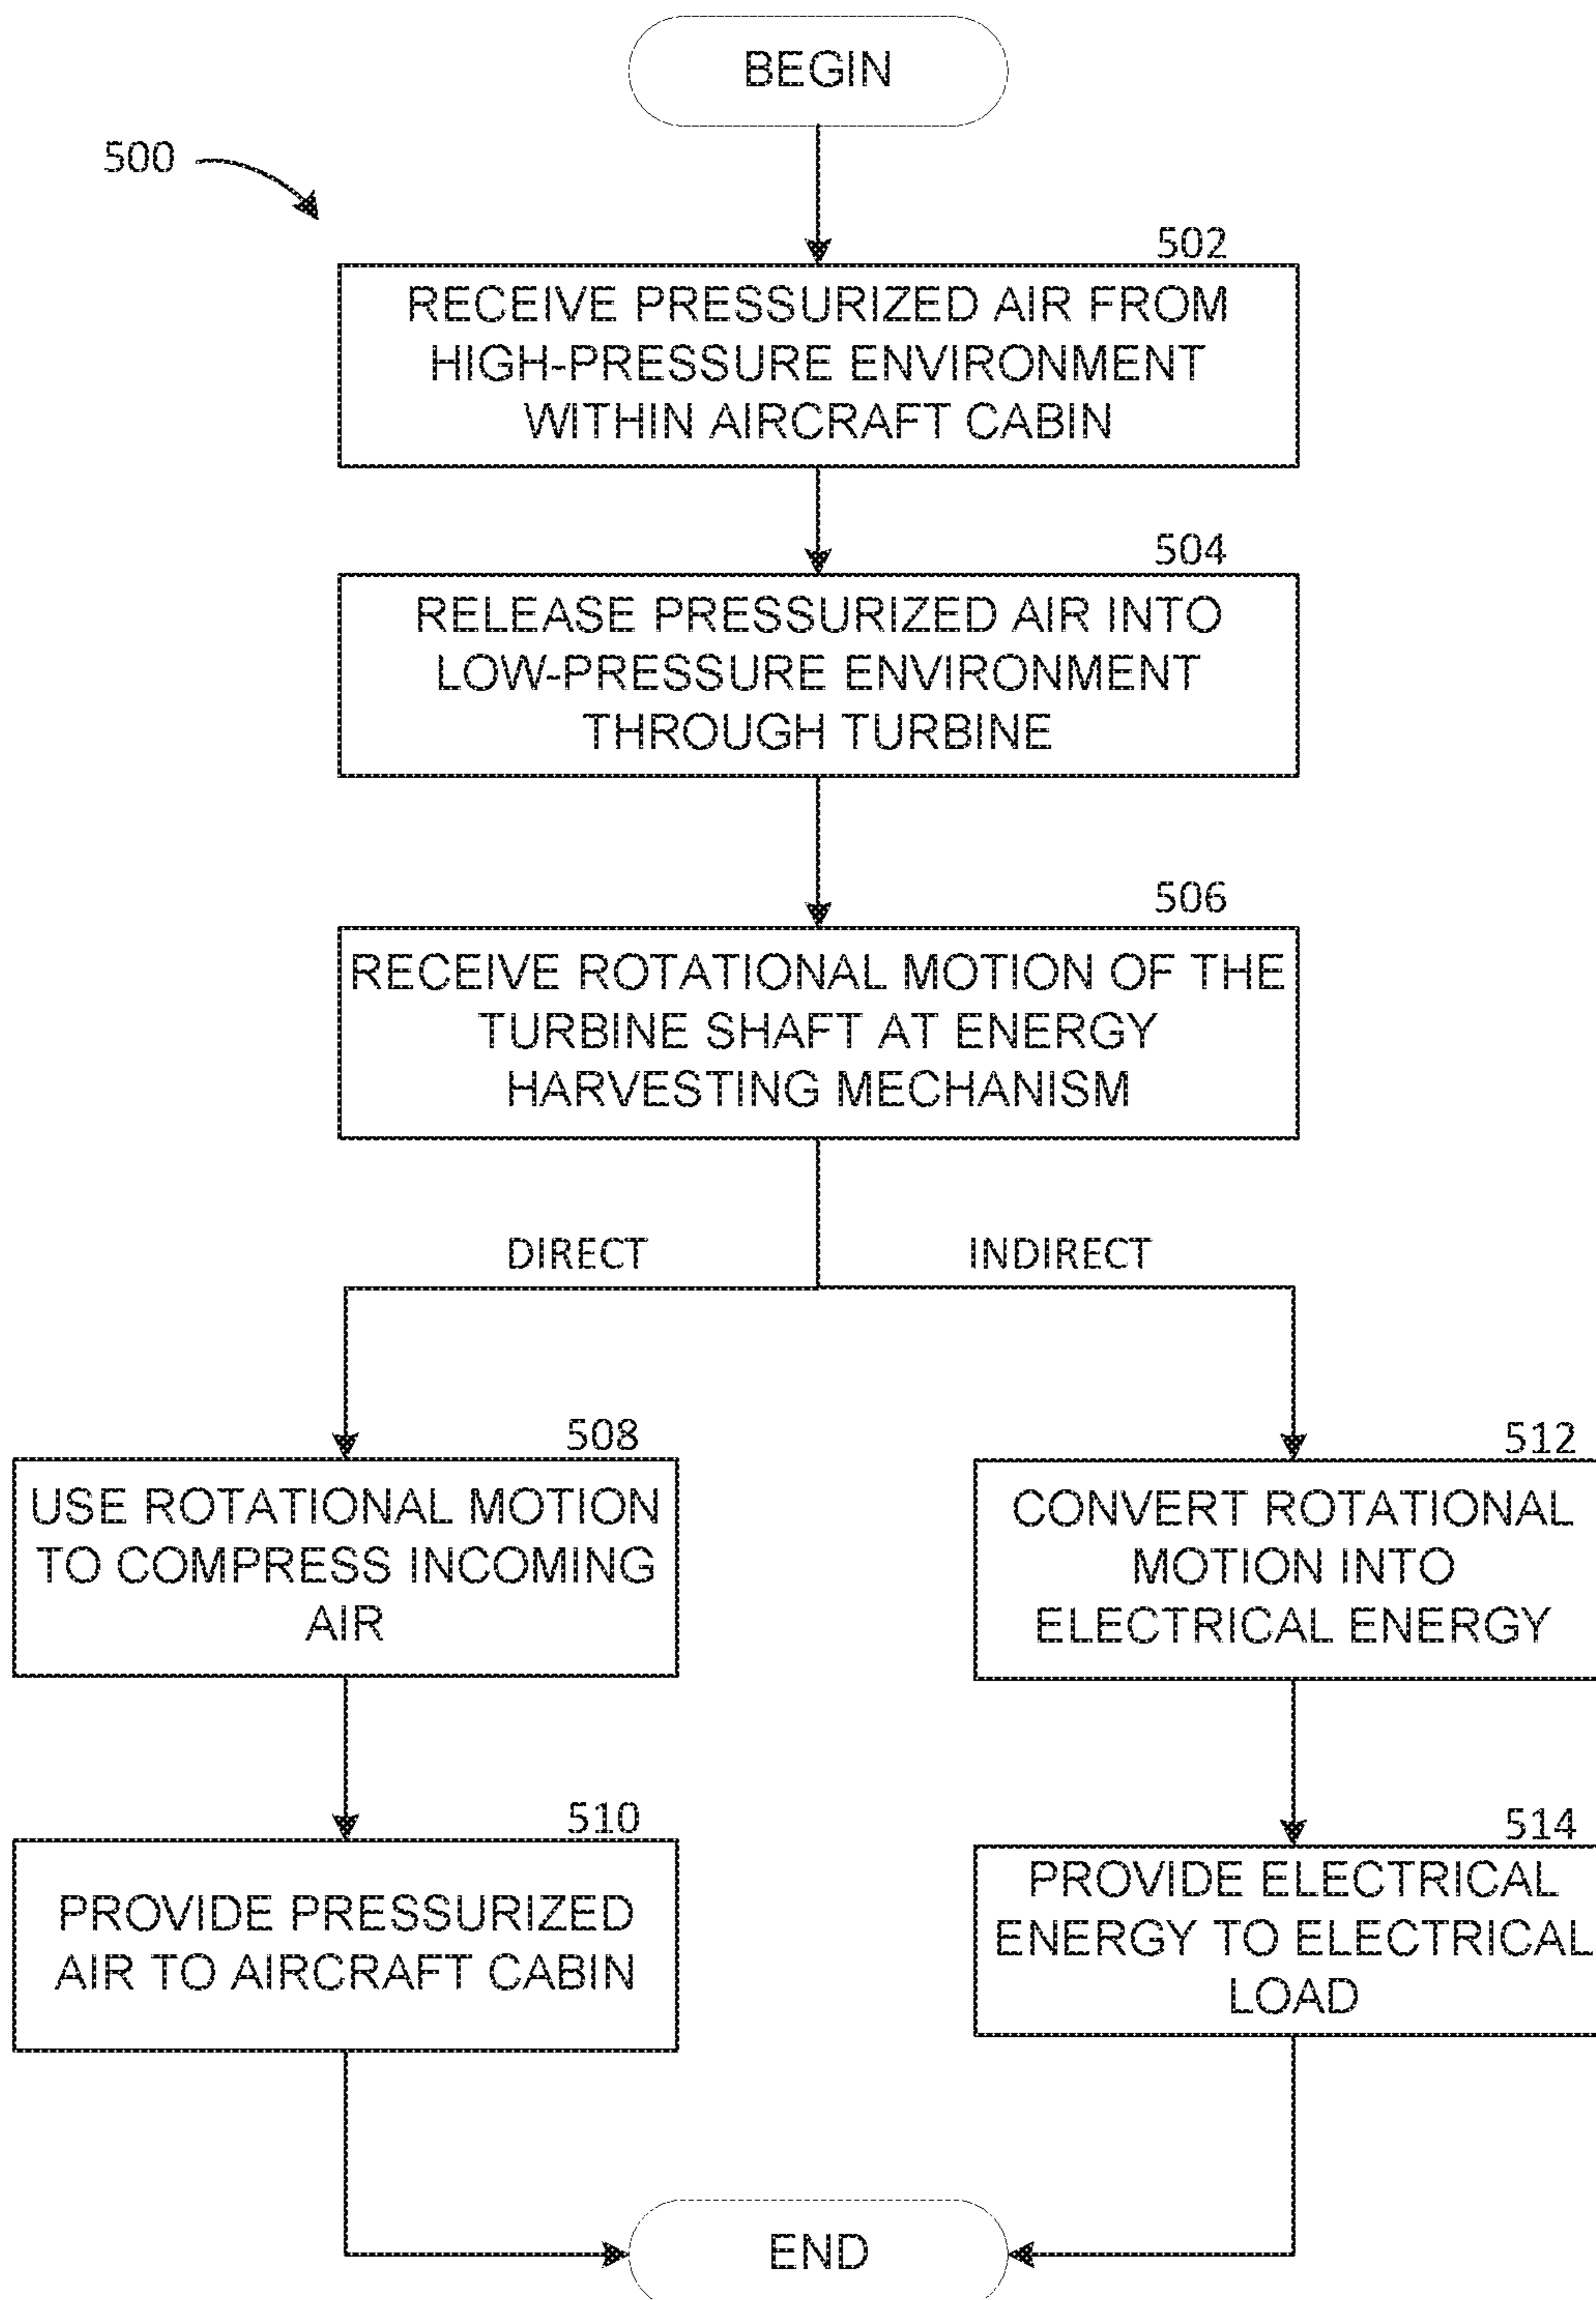 BEGIN
500
502
RECEIVE PRESSURIZED AIR FROM
HIGH-PRESSURE ENVIRONMENT
WITHIN AIRCRAFT CABIN
504
RELEASE PRESSURIZED AIR INTO
LOW-PRESSURE ENVIRONMENT
THROUGH TURBINE
506
RECEIVE ROTATIONAL MOTION OF THE
TURBINE SHAFT AT ENERGY
HARVESTING MECHANISM
DIRECT
INDIRECT
508
USE ROTATIONAL MOTION
TO COMPRESS INCOMING
AIR
512
CONVERT ROTATIONAL
MOTION INTO
ELECTRICAL ENERGY
510
PROVIDE PRESSURIZED
AIR TO AIRCRAFT CABIN
514
PROVIDE ELECTRICAL
ENERGY TO ELECTRICAL
LOAD
END